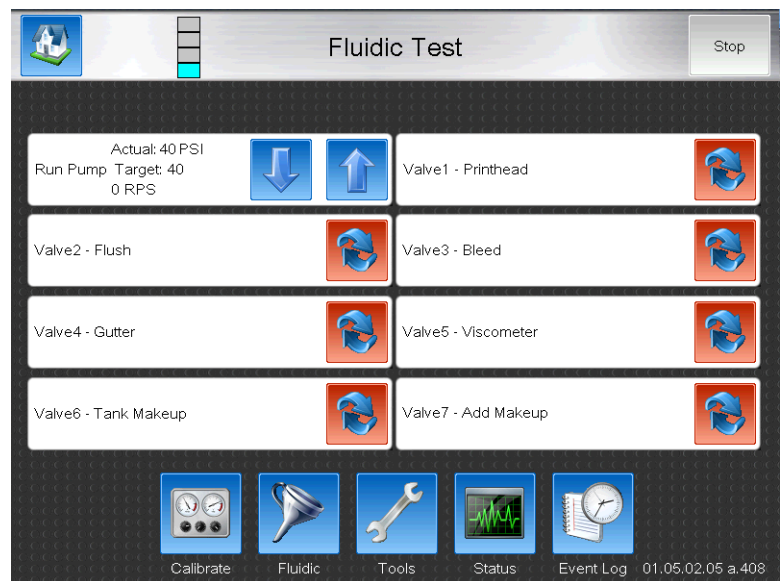 Fluidic Test
Stop
Actual: 40 PSI
Run Pump Target: 40
0 RPS
Valve1 - Printhead
Valve2 - Flush
Valve3 - Bleed
Valve4 - Gutter
Valve5 - Viscometer
Valve6 - Tank Makeup
Valve7 - Add Makeup
Calibrate
Fluidic
Tools
Status
Event Log
01.05.02.05 a.408